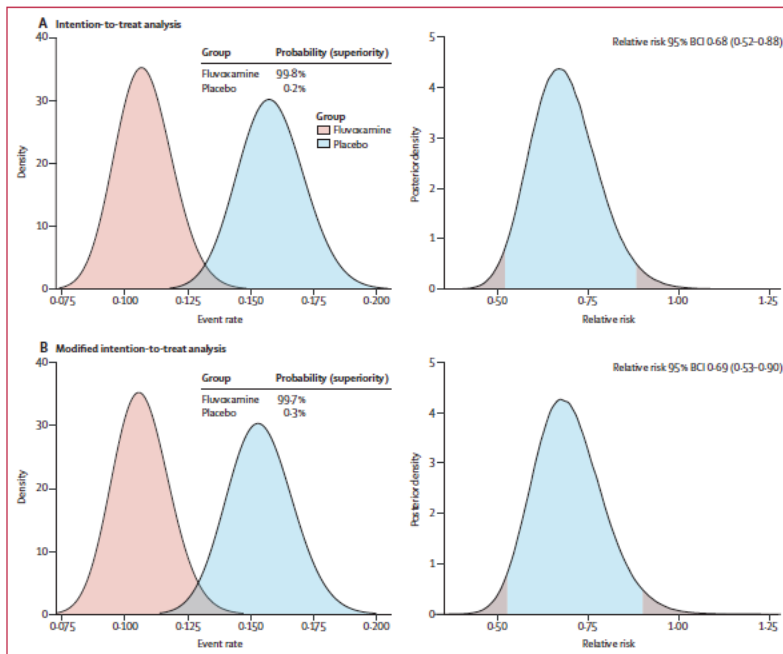 A Intention-to-treat analysis
40
30
20
10
0
Density
Group Probability (superiority)
Fluvoxamine 99·8%
Placebo 0·2%
Group
Fluvoxamine
Placebo
0·075 0·100 0·125 0·150 0·175 0·200
Event rate
Relative risk 95% BCI 0·68 (0·52–0·88)
5
4
3
2
1
0
Posterior density
0·50 0·75 1·00 1·25
Relative risk
B Modified intention-to-treat analysis
40
30
20
10
0
Density
Group Probability (superiority)
Fluvoxamine 99·7%
Placebo 0·3%
0·075 0·100 0·125 0·150 0·175 0·200
Event rate
Relative risk 95% BCI 0·69 (0·53–0·90)
5
4
3
2
1
0
Posterior density
0·50 0·75 1·00 1·25
Relative risk